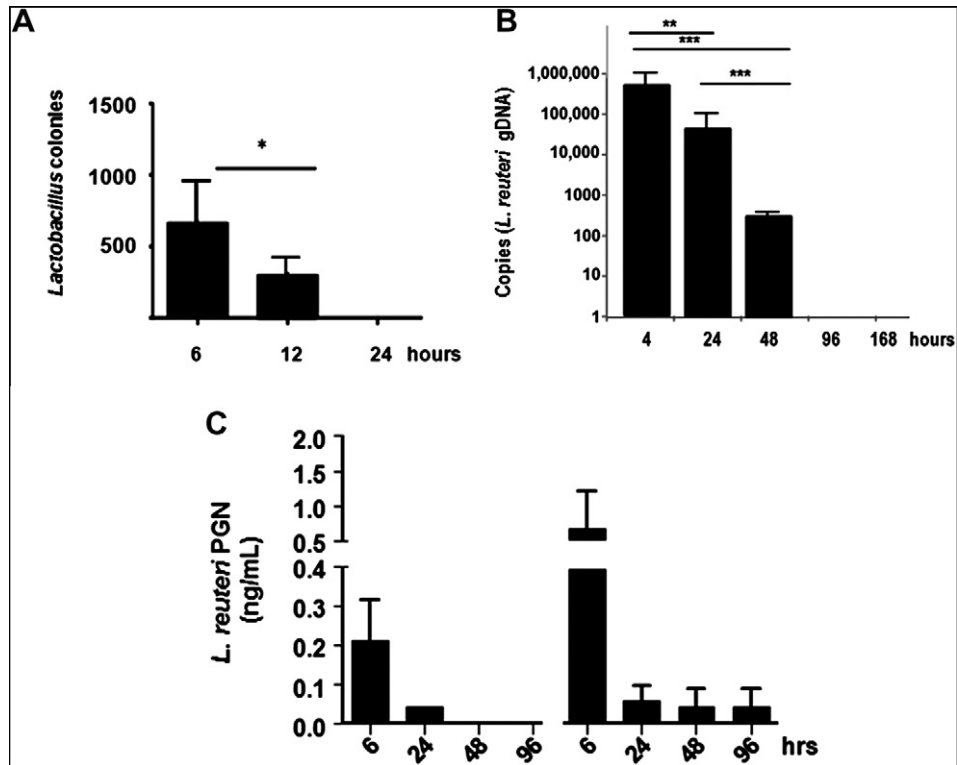 A
Lactobacillus colonies
1500
1000
500
*
6 12 24 hours
B
Copies (L. reuteri gDNA)
1,000,000
100,000
10,000
1000
100
10
1
**
***
***
4 24 48 96 168 hours
C
L. reuteri PGN
(ng/mL)
2.0
1.5
1.0
0.5
0.4
0.3
0.2
0.1
0.0
6 24 48 96 6 24 48 96 hrs